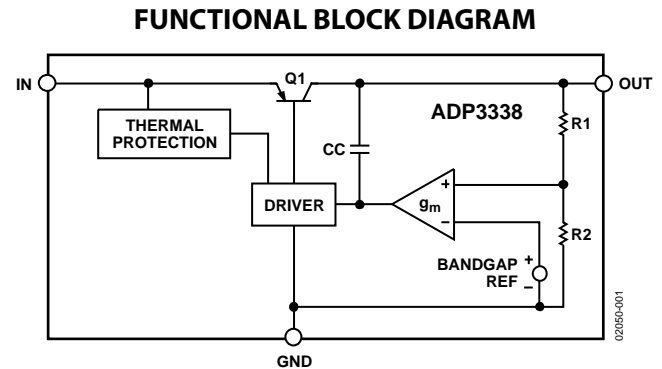 FUNCTIONAL BLOCK DIAGRAM
IN
Q1
OUT
THERMAL
PROTECTION
ADP3338
R1
CC
DRIVER
+
gm
−
R2
BANDGAP
REF
+
−
GND
02050-001